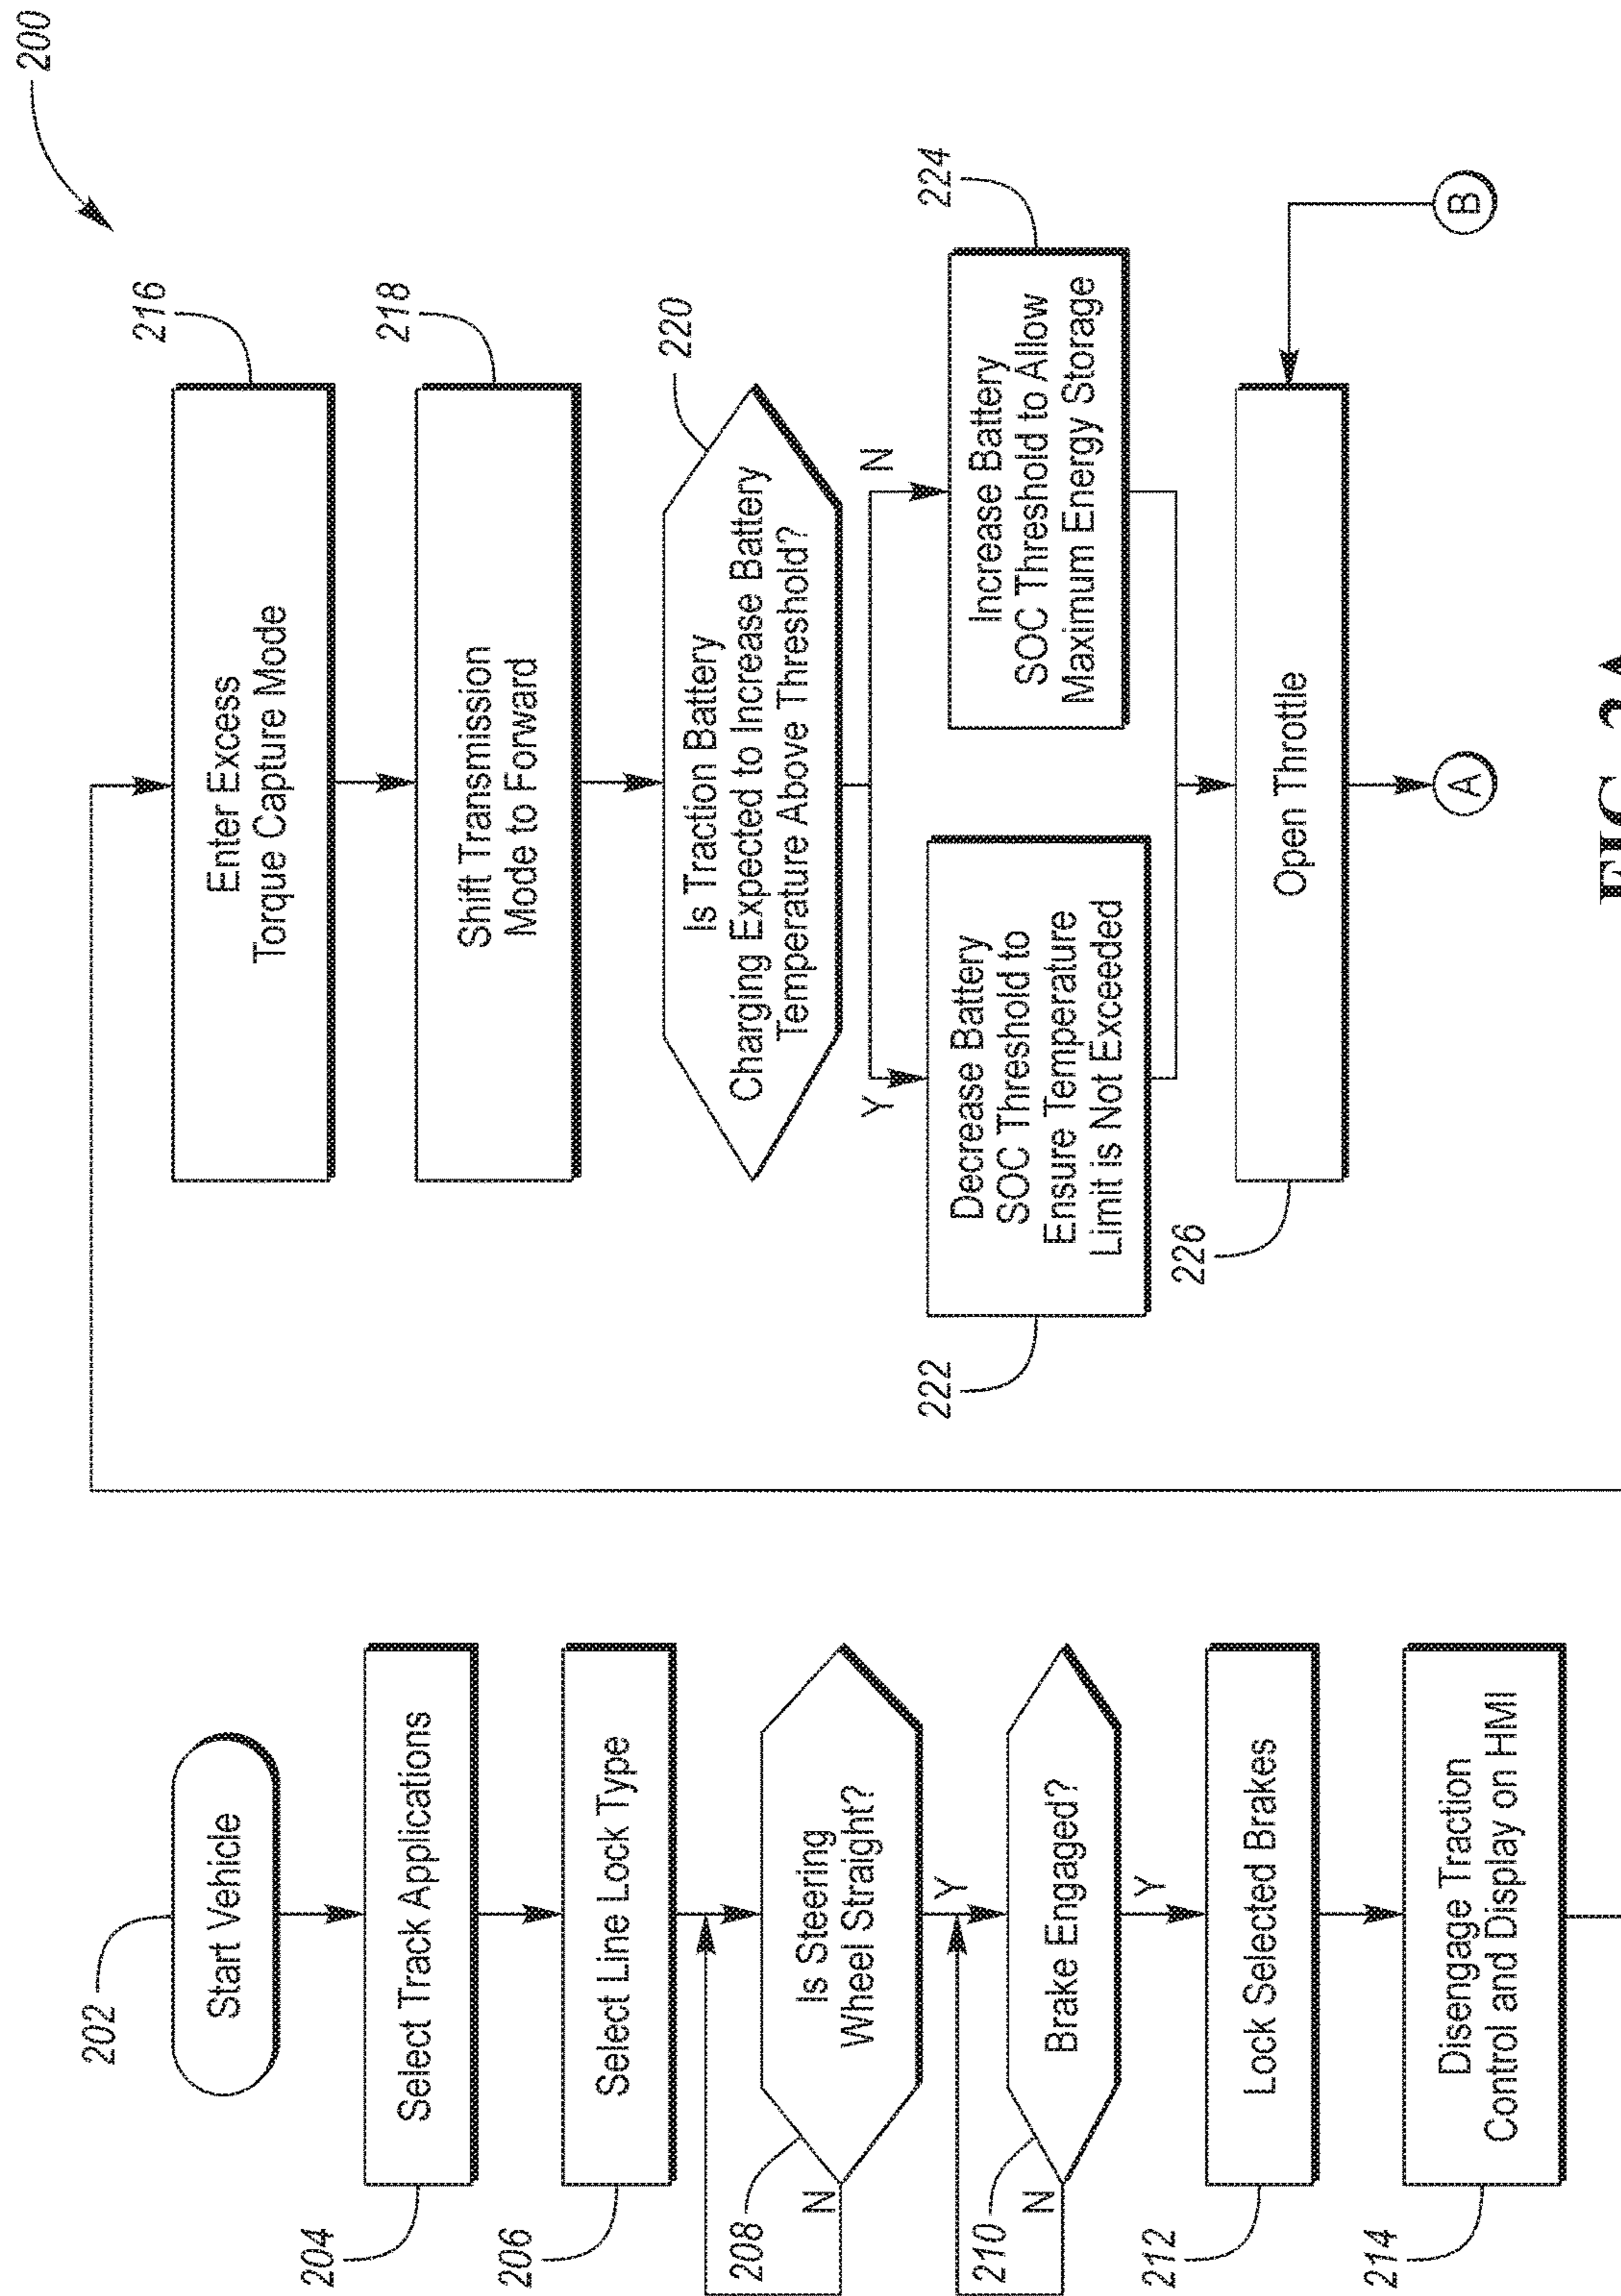 200
202
Start Vehicle
204
Select Track Applications
206
Select Line Lock Type
208
Is Steering
Wheel Straight?
N
Y
210
Brake Engaged?
N
Y
212
Lock Selected Brakes
214
Disengage Traction
Control and Display on HMI
216
Enter Excess
Torque Capture Mode
218
Shift Transmission
Mode to Forward
220
Is Traction Battery
Charging Expected to Increase Battery
Temperature Above Threshold?
Y
N
222
Decrease Battery
SOC Threshold to
Ensure Temperature
Limit is Not Exceeded
224
Increase Battery
SOC Threshold to Allow
Maximum Energy Storage
226
Open Throttle
A
B